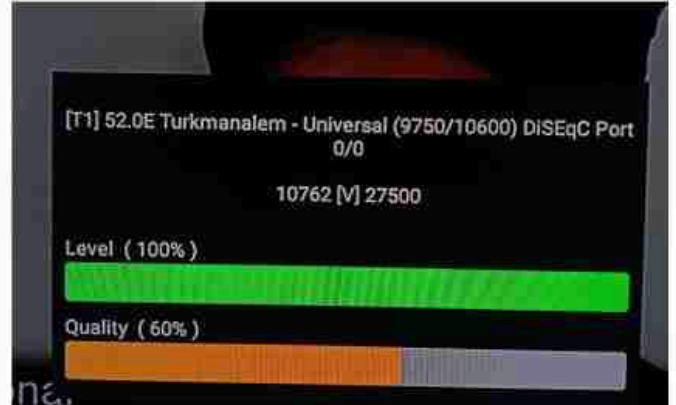 [T1] 52.0E Turkmanalem - Universal (9750/10600) DiSEqC Port
0/0
10762 [V] 27500
Level ( 100% )
Quality ( 60% )